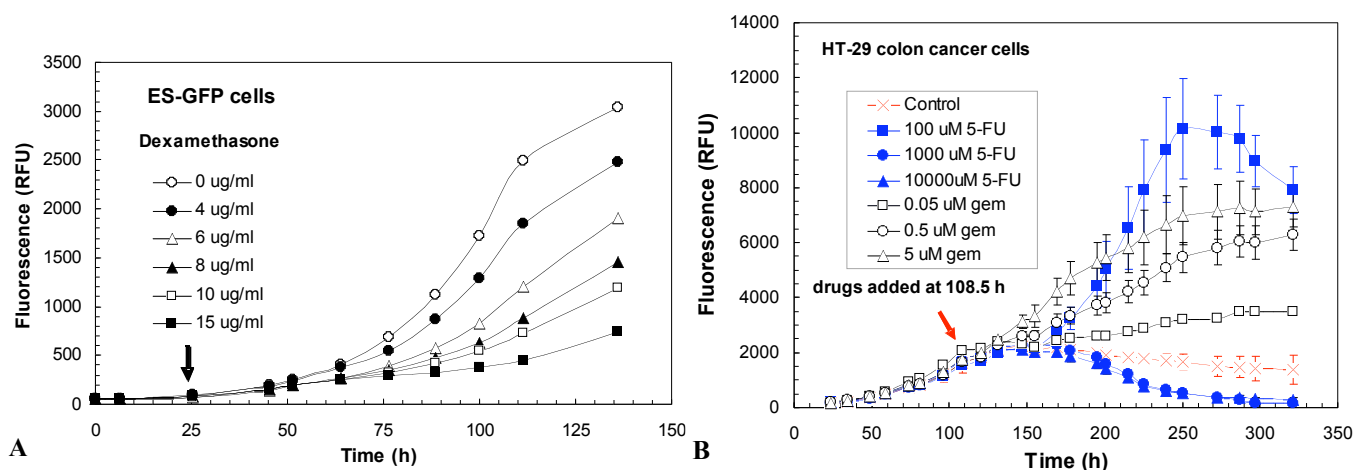 3500
3000
2500
2000
1500
1000
500
0
Fluorescence (RFU)
ES-GFP cells
Dexamethasone
0 ug/ml
4 ug/ml
6 ug/ml
8 ug/ml
10 ug/ml
15 ug/ml
0 25 50 75 100 125 150
Time (h)
A
14000
12000
10000
8000
6000
4000
2000
0
Fluorescence (RFU)
HT-29 colon cancer cells
Control
100 uM 5-FU
1000 uM 5-FU
10000uM 5-FU
0.05 uM gem
0.5 uM gem
5 uM gem
drugs added at 108.5 h
0 50 100 150 200 250 300 350
Time (h)
B